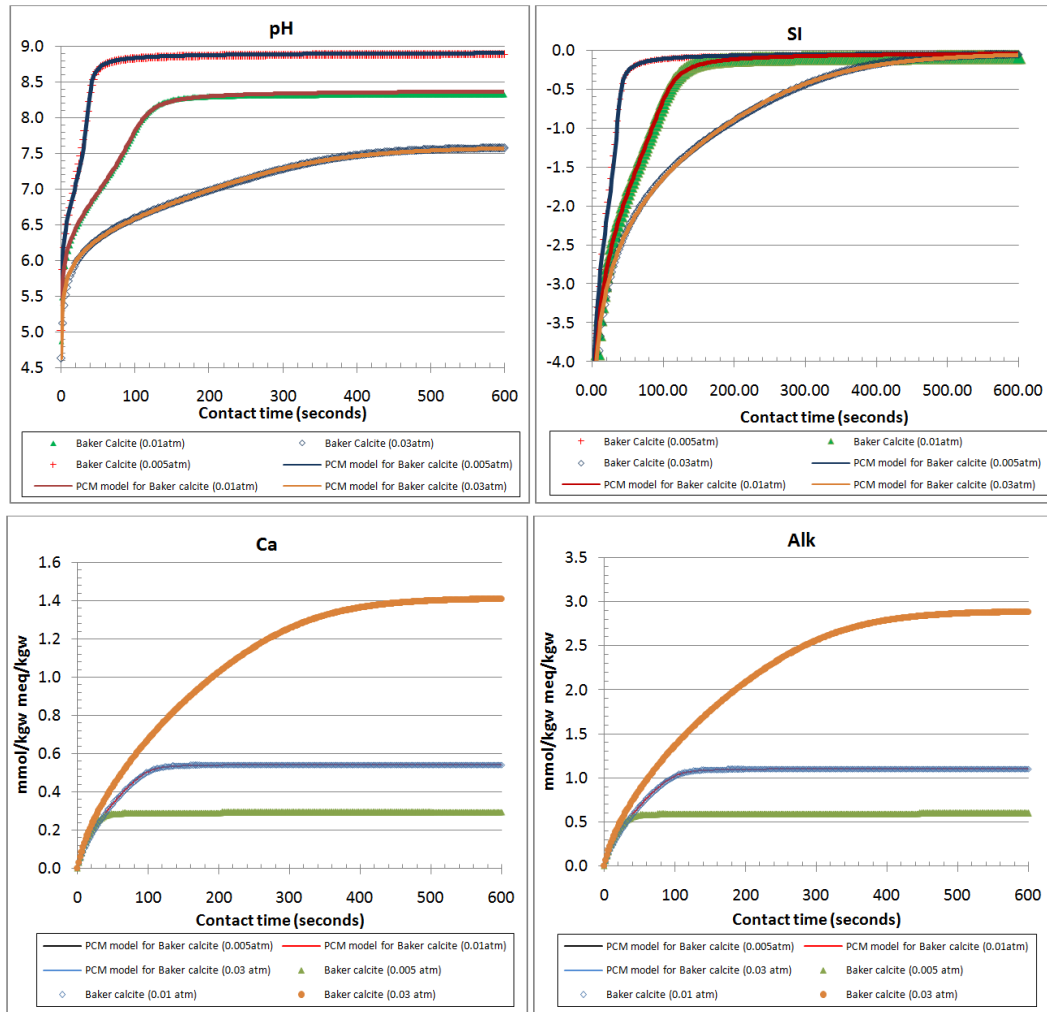 pH
9.0
8.5
8.0
7.5
7.0
6.5
6.0
5.5
5.0
4.5
0 100 200 300 400 500 600
Contact time (seconds)
Baker Calcite (0.01atm) Baker Calcite (0.03atm)
Baker Calcite (0.005atm) PCM model for Baker calcite (0.005atm)
PCM model for Baker calcite (0.01atm) PCM model for Baker calcite (0.03atm)
SI
0.0
-0.5
-1.0
-1.5
-2.0
-2.5
-3.0
-3.5
-4.0
0.00 100.00 200.00 300.00 400.00 500.00 600.00
Contact time (seconds)
Baker Calcite (0.005atm) Baker Calcite (0.01atm)
Baker Calcite (0.03atm) PCM model for Baker calcite (0.005atm)
PCM model for Baker calcite (0.01atm) PCM model for Baker calcite (0.03atm)
Ca
mmol/kgw meq/kgw
1.6
1.4
1.2
1.0
0.8
0.6
0.4
0.2
0.0
0 100 200 300 400 500 600
Contact time (seconds)
PCM model for Baker calcite (0.005atm) PCM model for Baker calcite (0.01atm)
PCM model for Baker calcite (0.03 atm) Baker calcite (0.005 atm)
Baker calcite (0.01 atm) Baker calcite (0.03 atm)
Alk
mmol/kgw meq/kgw
3.5
3.0
2.5
2.0
1.5
1.0
0.5
0.0
0 100 200 300 400 500 600
Contact time (seconds)
PCM model for Baker calcite (0.005atm) PCM model for Baker calcite (0.01atm)
PCM model for Baker calcite (0.03 atm) Baker calcite (0.005 atm)
Baker calcite (0.01 atm) Baker calcite (0.03 atm)